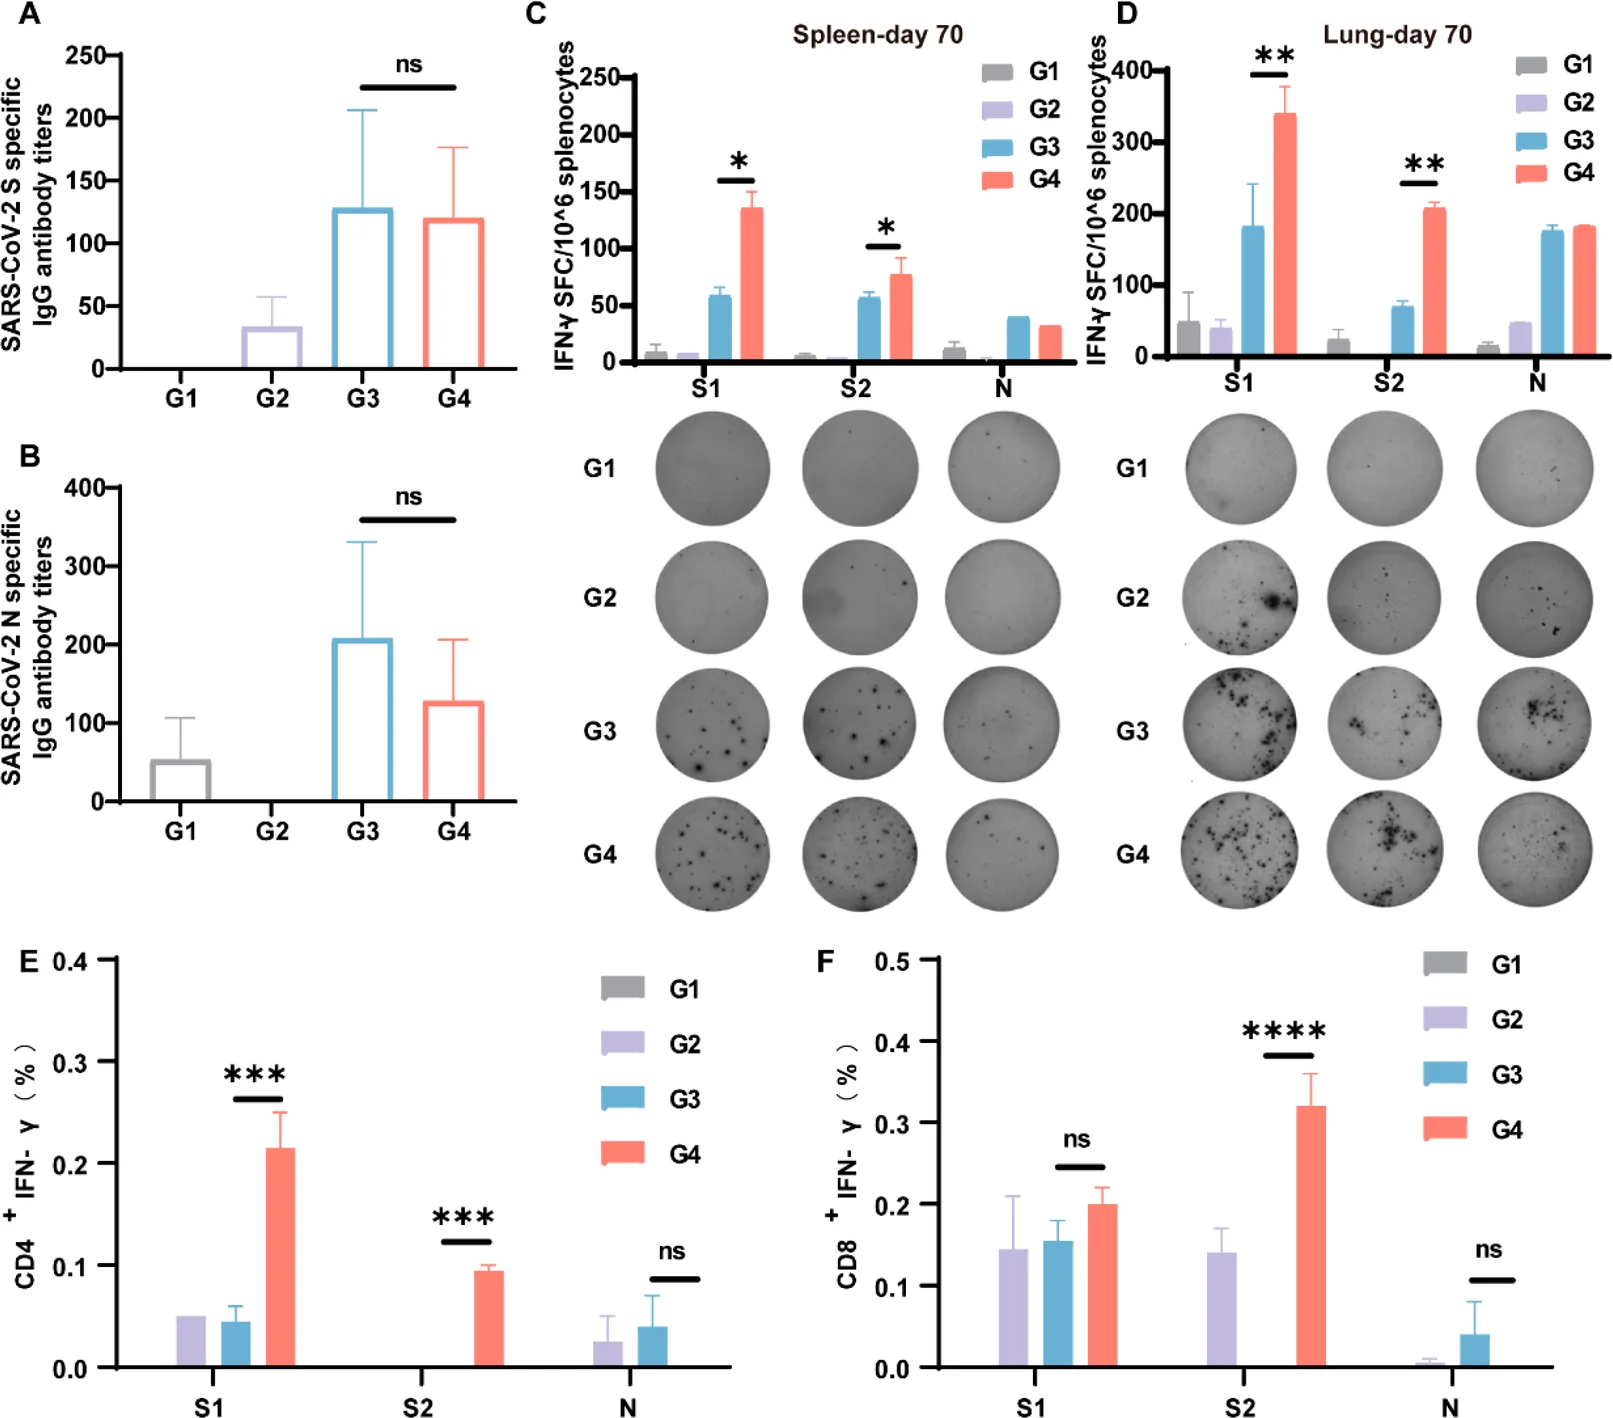 A
SARS-CoV-2 S specific
IgG antibody titers
250
200
150
100
50
0
ns
G1 G2 G3 G4
B
SARS-CoV-2 N specific
IgG antibody titers
400
300
200
100
0
ns
G1 G2 G3 G4
C
Spleen-day 70
IFN-γ SFC/10^6 splenocytes
250
200
150
100
50
0
*
*
G1
G2
G3
G4
S1 S2 N
G1
G2
G3
G4
D
Lung-day 70
IFN-γ SFC/10^6 splenocytes
400
300
200
100
0
**
**
G1
G2
G3
G4
S1 S2 N
G1
G2
G3
G4
E
CD4+ IFN- γ （%）
0.4
0.3
0.2
0.1
0.0
***
***
ns
G1
G2
G3
G4
S1 S2 N
F
CD8+ IFN- γ （%）
0.5
0.4
0.3
0.2
0.1
0.0
ns
****
ns
G1
G2
G3
G4
S1 S2 N